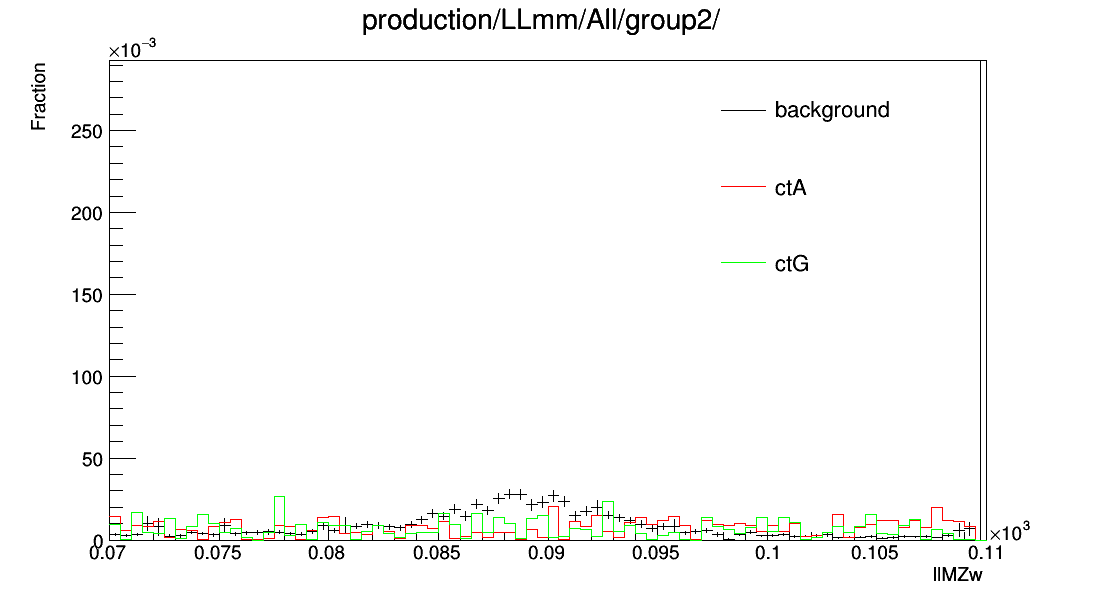 production/LLmm/All/group2/
×10⁻³
Fraction
250
200
150
100
50
0
background
ctA
ctG
0.07 0.075 0.08 0.085 0.09 0.095 0.1 0.105 0.11
×10³
llMZw